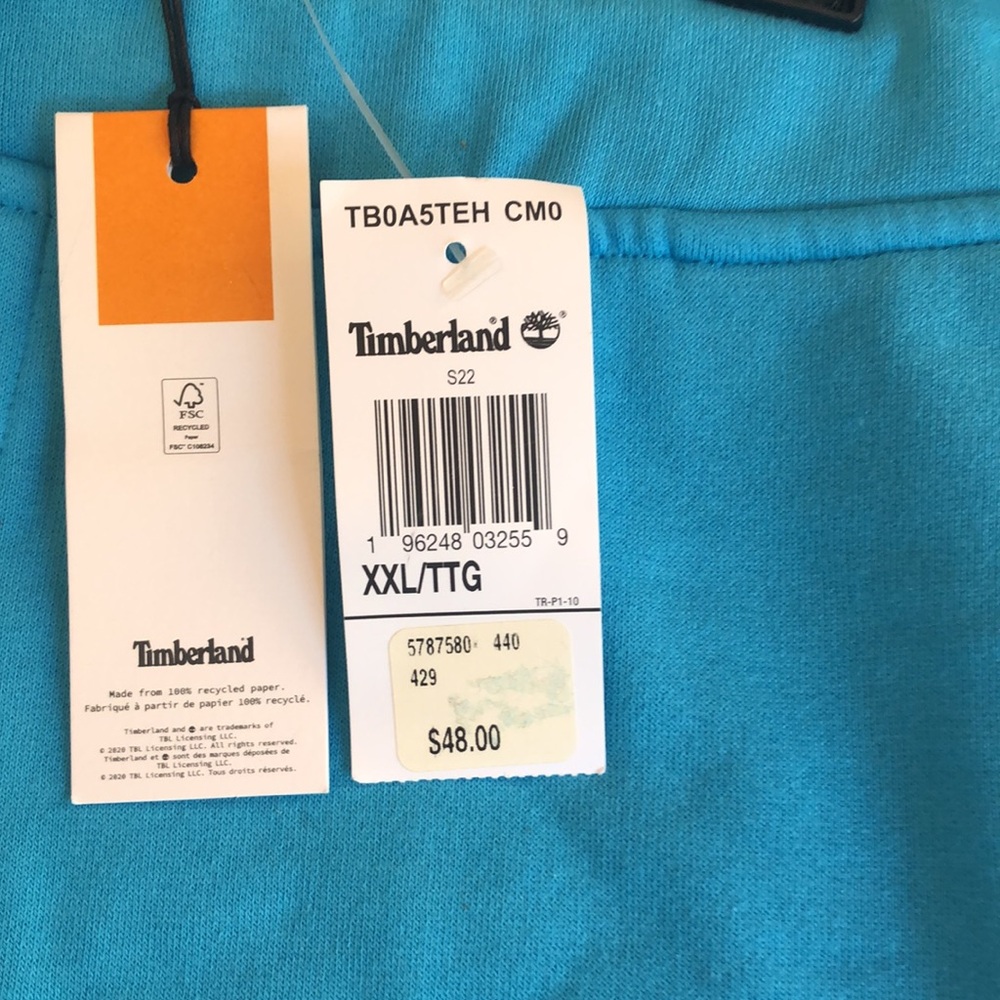 FSC™
RECYCLED
Paper
FSC® C108254
Timberland
Made from 100% recycled paper.
Fabriqué à partir de papier 100% recyclé.
Timberland and are trademarks of
TBL Licensing LLC.
© 2020 TBL Licensing LLC. All rights reserved.
Timberland et sont des marques déposées de
TBL Licensing LLC.
© 2020 TBL Licensing LLC. Tous droits réservés.
TB0A5TEH CM0
Timberland®
S22
1 96248 03255 9
XXL/TTG
TR-P1-10
5787580 440
429
$48.00